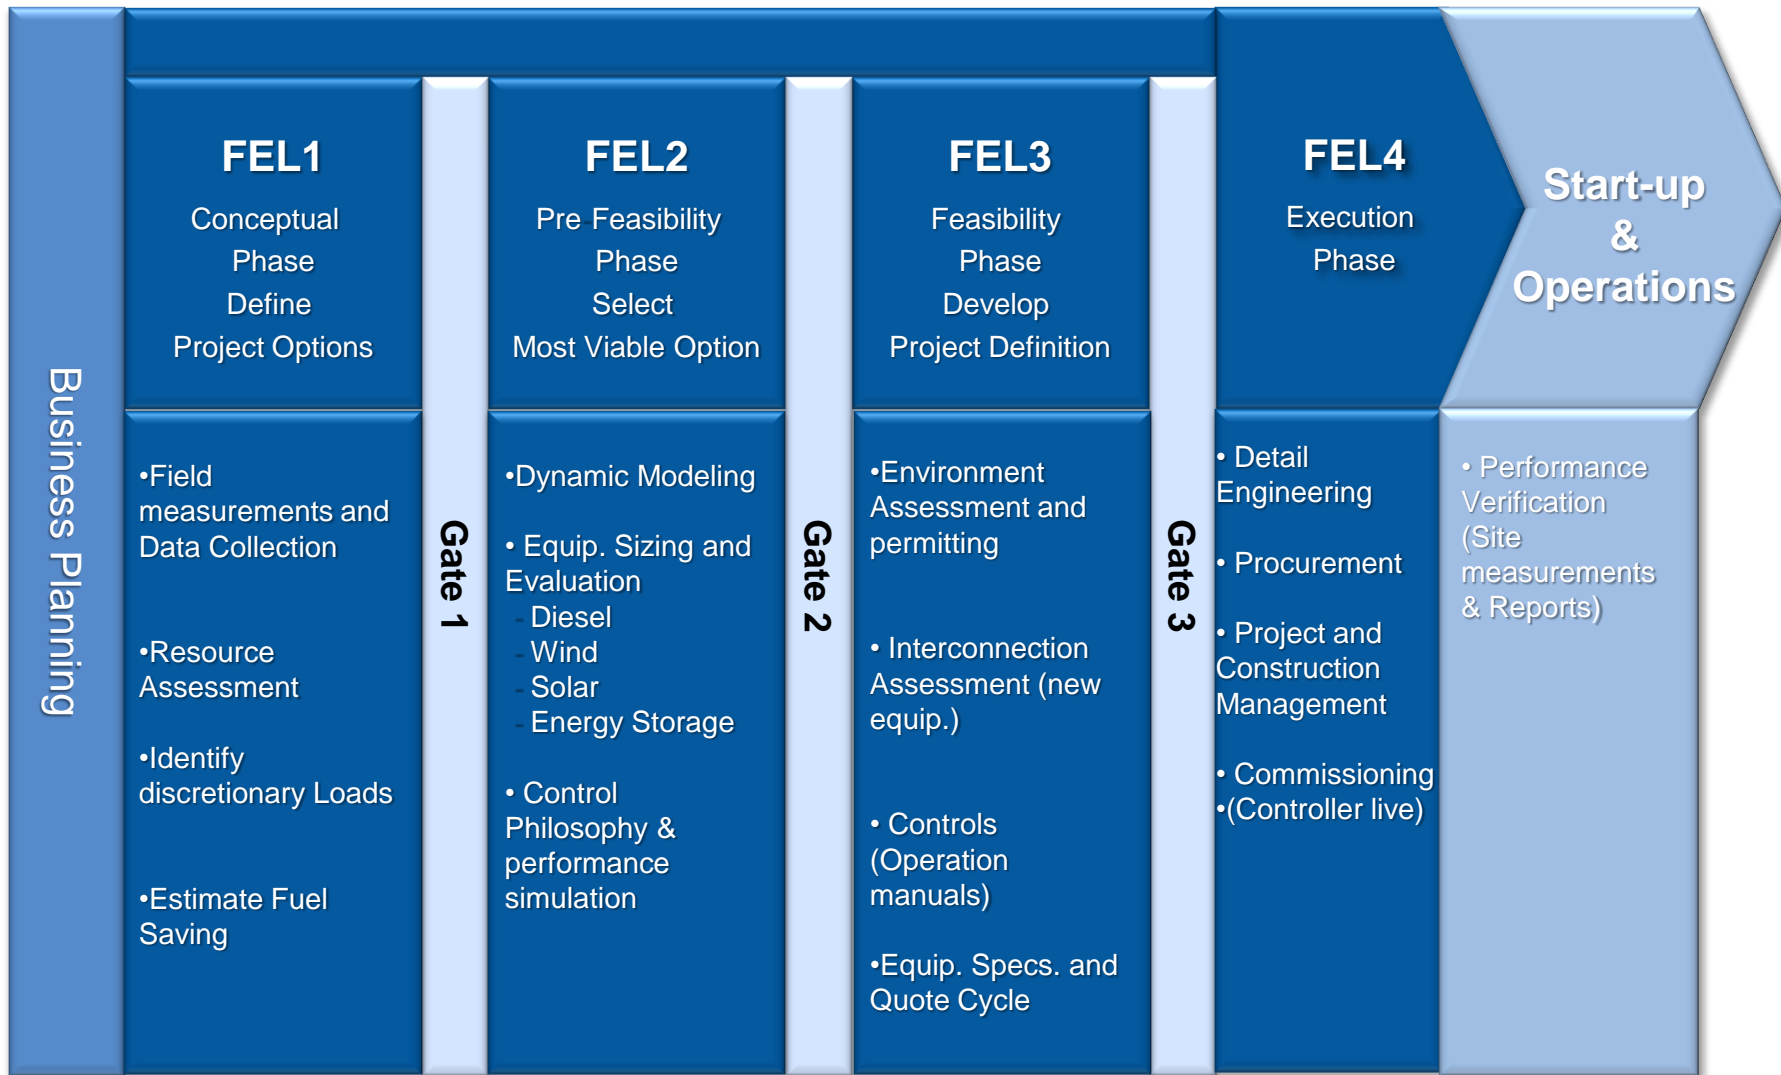 Business Planning
FEL1
Conceptual
Phase
Define
Project Options
•Field
measurements and
Data Collection
•Resource
Assessment
•Identify
discretionary Loads
•Estimate Fuel
Saving
Gate 1
FEL2
Pre-Feasibility
Phase
Select
Most Viable Option
•Dynamic Modeling
• Equip. Sizing and
Evaluation
- Diesel
- Wind
- Solar
- Energy Storage
• Control
Philosophy &
performance
simulation
Gate 2
FEL3
Feasibility
Phase
Develop
Project Definition
•Environment
Assessment and
permitting
• Interconnection
Assessment (new
equip.)
• Controls
(Operation
manuals)
•Equip. Specs. and
Quote Cycle
Gate 3
FEL4
Execution
Phase
• Detail
Engineering
• Procurement
• Project and
Construction
Management
• Commissioning
•(Controller live)
Start-up
&
Operations
• Performance
Verification
(Site
measurements
& Reports)